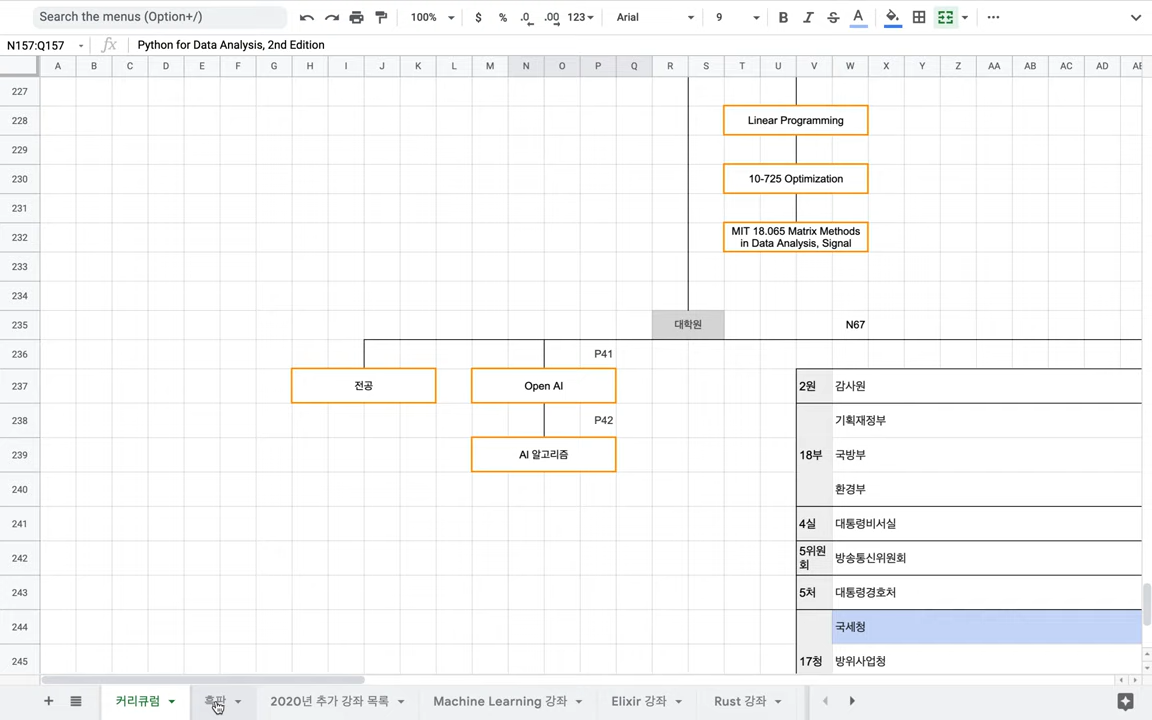 Search the menus (Option+/)
100%
$ % .0 .00 123
Arial
9
B I S A
N157:Q157
fx
Python for Data Analysis, 2nd Edition
A B C D E F G H I J K L M N O P Q R S T U V W X Y Z AA AB AC AD AE
227
228
Linear Programming
229
230
10-725 Optimization
231
232
MIT 18.065 Matrix Methods
in Data Analysis, Signal
233
234
235
대학원
N67
236
P41
237
전공
Open AI
2원
감사원
238
P42
기획재정부
239
AI 알고리즘
18부
국방부
240
환경부
241
4실
대통령비서실
242
5위원
회
방송통신위원회
243
5처
대통령경호처
244
국세청
245
17청
방위사업청
커리큘럼
흑판
2020년 추가 강좌 목록
Machine Learning 강좌
Elixir 강좌
Rust 강좌